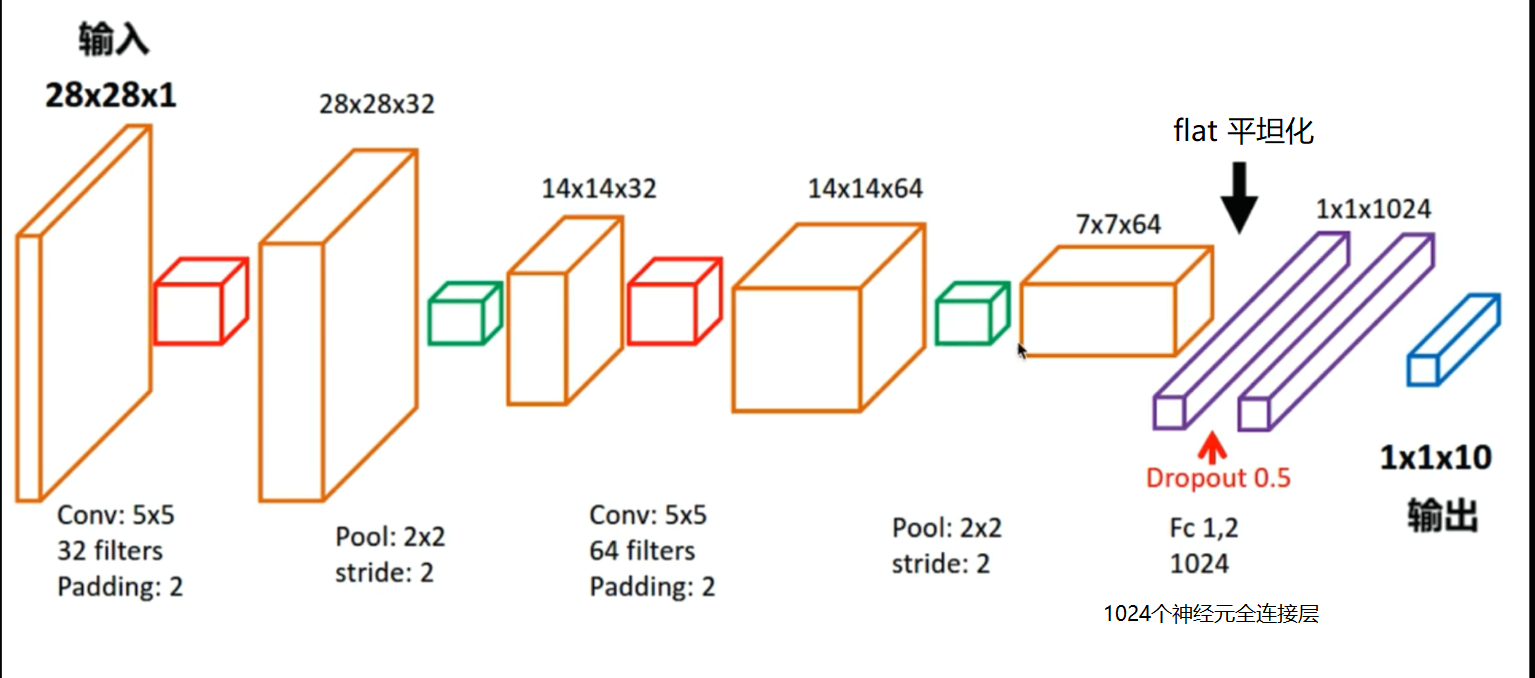 输入
28x28x1
28x28x32
14x14x32
14x14x64
7x7x64
flat 平坦化
1x1x1024
Conv: 5x5
32 filters
Padding: 2
Pool: 2x2
stride: 2
Conv: 5x5
64 filters
Padding: 2
Pool: 2x2
stride: 2
Dropout 0.5
Fc 1,2
1024
1024个神经元全连接层
1x1x10
输出